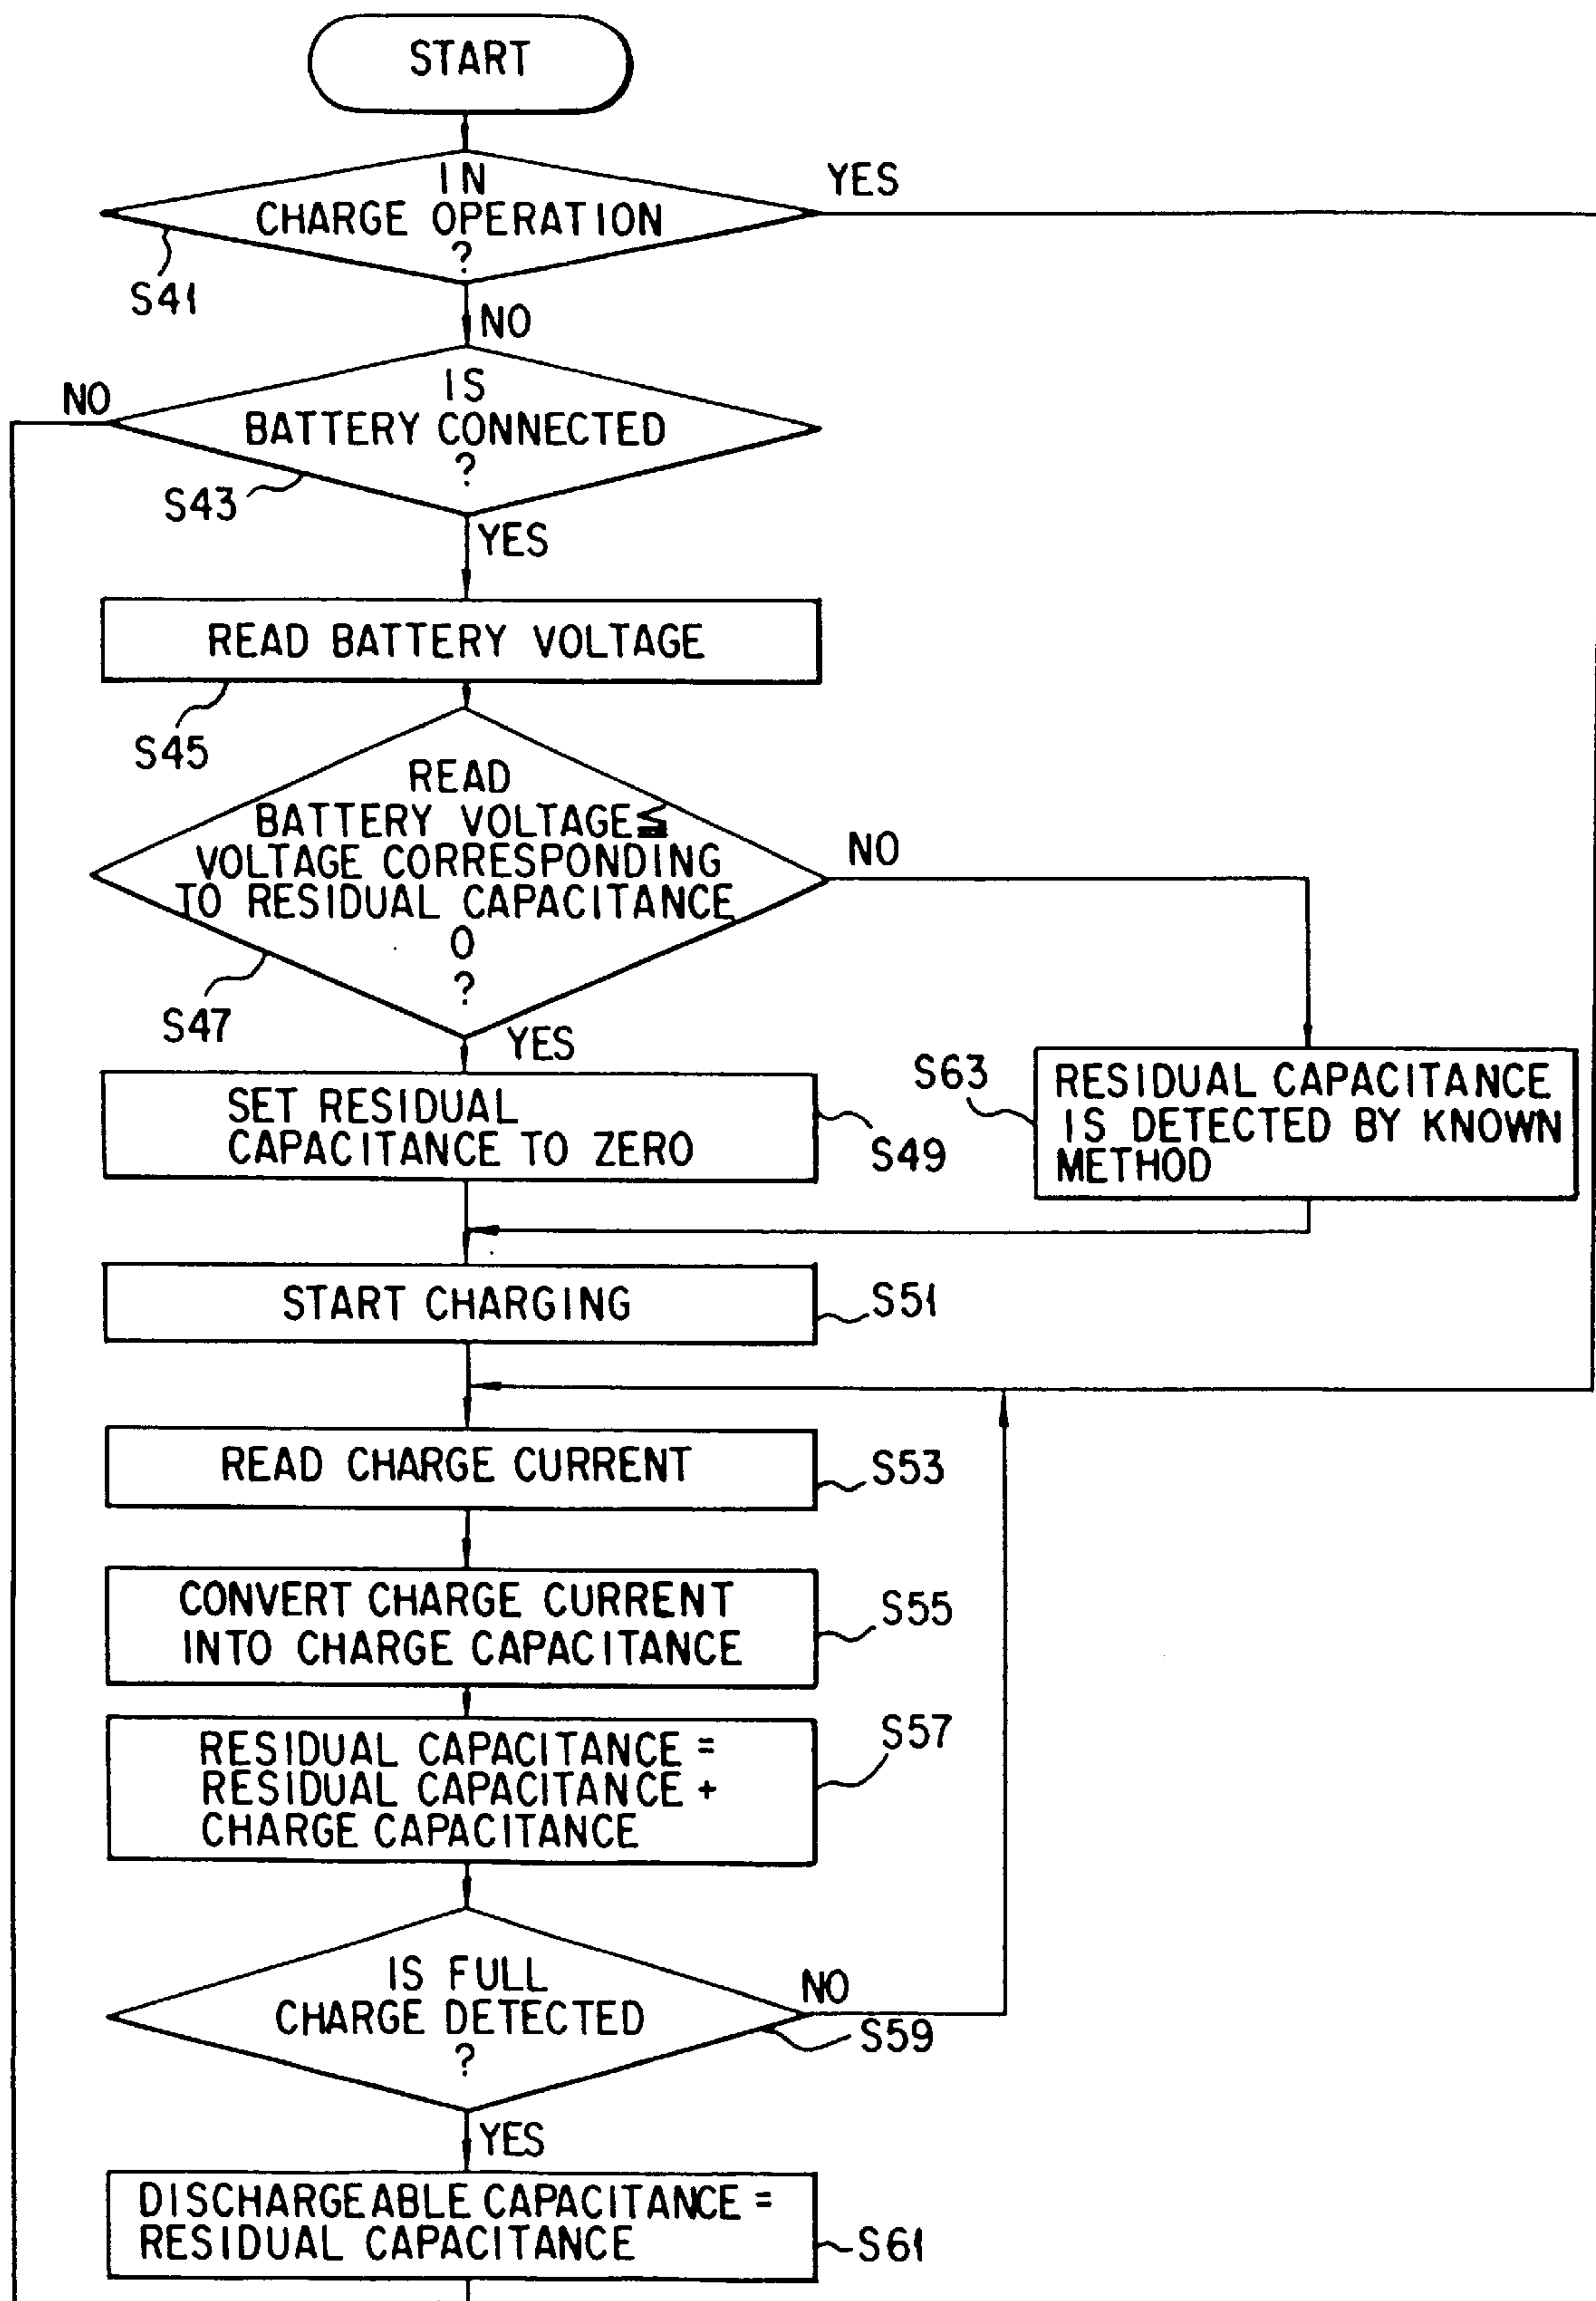 START
IN
CHARGE OPERATION
?
YES
S41
NO
IS
BATTERY CONNECTED
?
NO
S43
YES
READ BATTERY VOLTAGE
S45
READ
BATTERY VOLTAGE≦
VOLTAGE CORRESPONDING
TO RESIDUAL CAPACITANCE
0
?
NO
S47
YES
SET RESIDUAL
CAPACITANCE TO ZERO
S49
S63
RESIDUAL CAPACITANCE
IS DETECTED BY KNOWN
METHOD
START CHARGING
S51
READ CHARGE CURRENT
S53
CONVERT CHARGE CURRENT
INTO CHARGE CAPACITANCE
S55
RESIDUAL CAPACITANCE =
RESIDUAL CAPACITANCE +
CHARGE CAPACITANCE
S57
IS FULL
CHARGE DETECTED
?
NO
S59
YES
DISCHARGEABLE CAPACITANCE =
RESIDUAL CAPACITANCE
S61